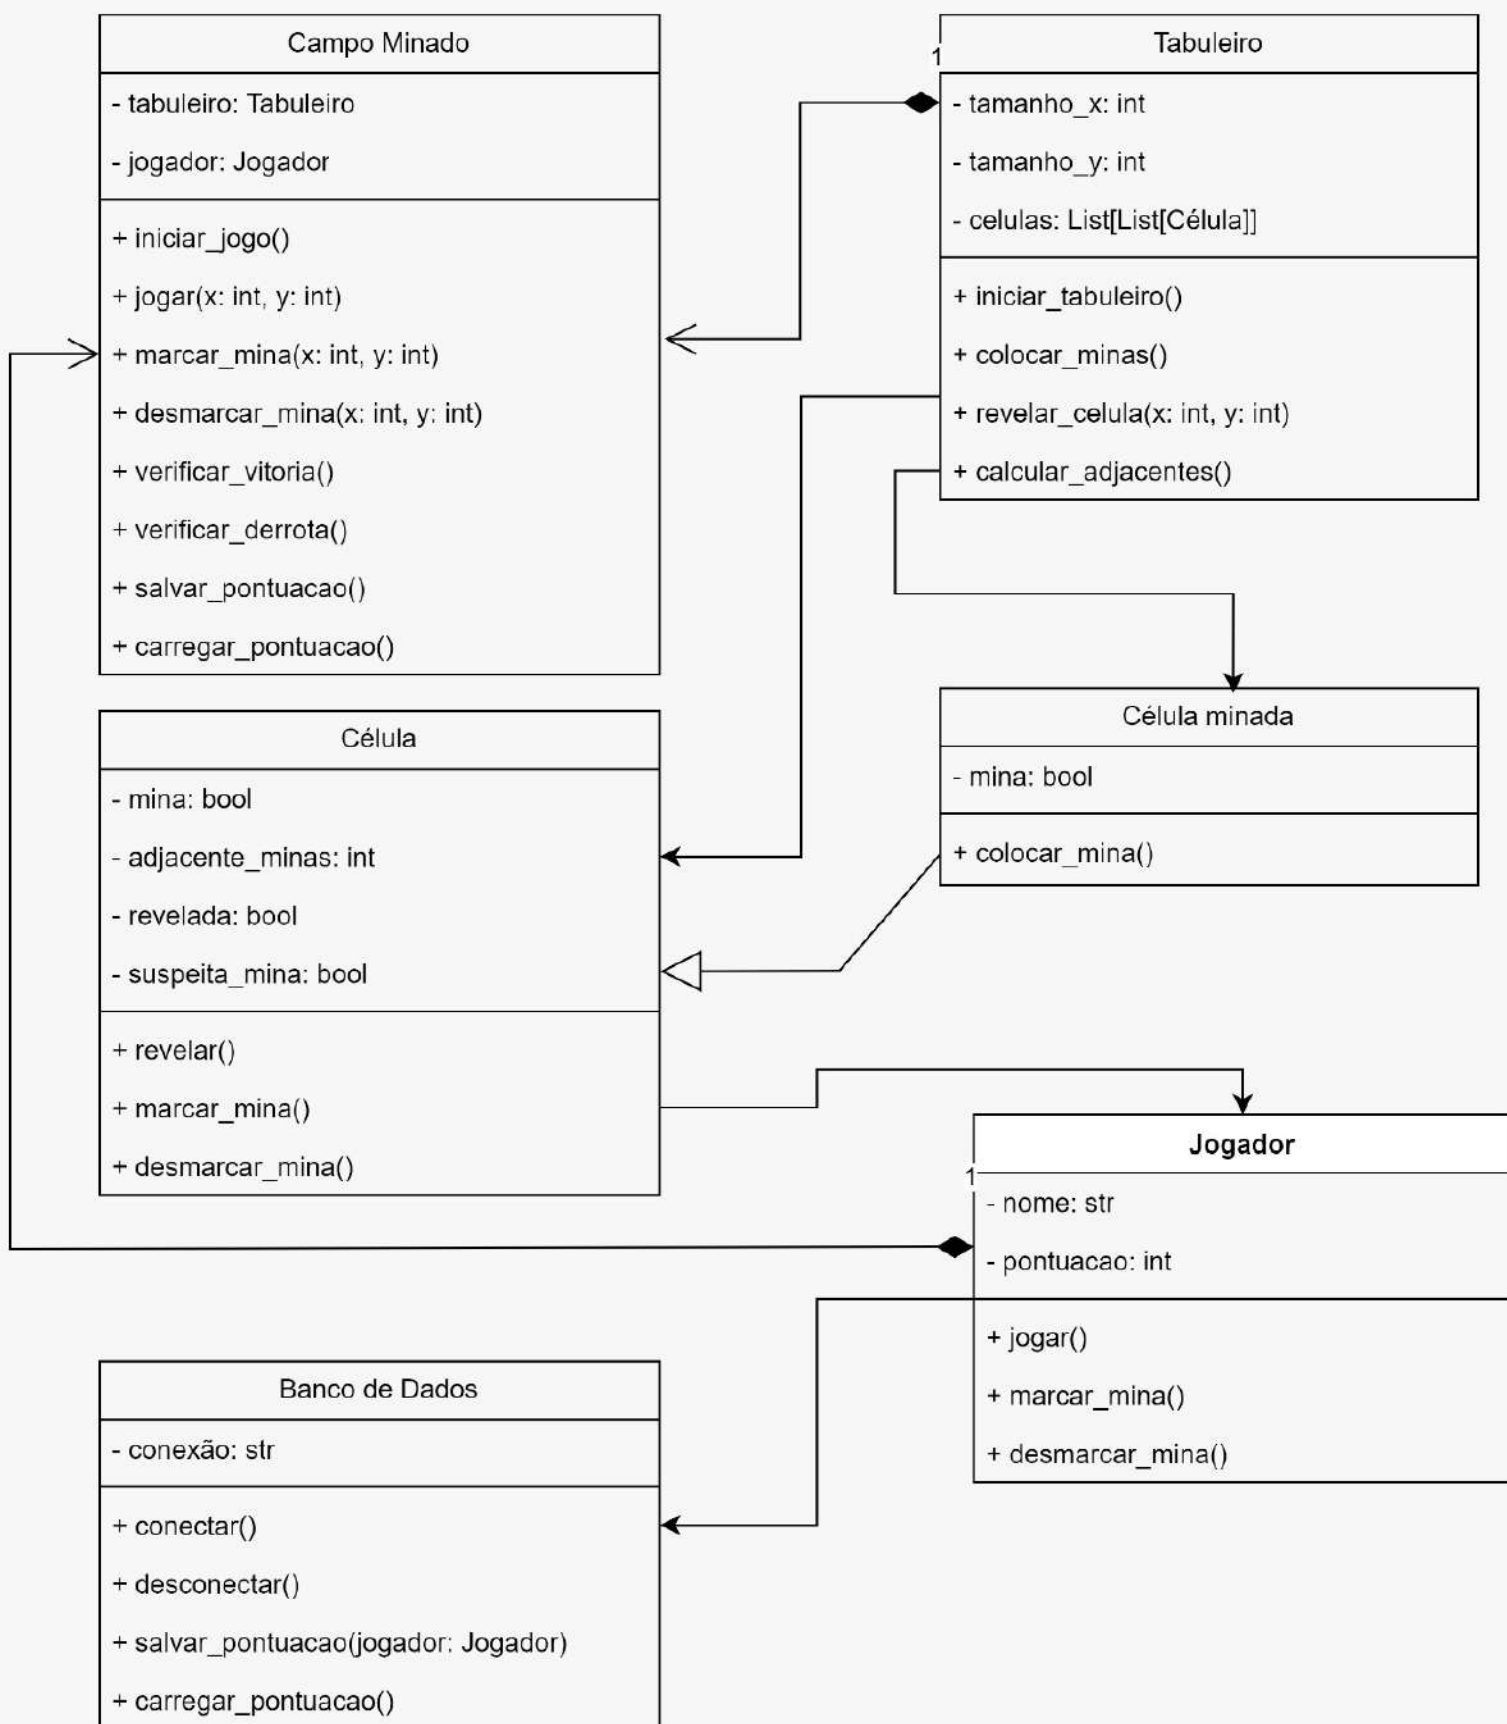 Campo Minado
- tabuleiro: Tabuleiro
- jogador: Jogador
+ iniciar_jogo()
+ jogar(x: int, y: int)
+ marcar_mina(x: int, y: int)
+ desmarcar_mina(x: int, y: int)
+ verificar_vitoria()
+ verificar_derrota()
+ salvar_pontuacao()
+ carregar_pontuacao()
1
Tabuleiro
- tamanho_x: int
- tamanho_y: int
- celulas: List[List[Célula]]
+ iniciar_tabuleiro()
+ colocar_minas()
+ revelar_celula(x: int, y: int)
+ calcular_adjacentes()
Célula
- mina: bool
- adjacente_minas: int
- revelada: bool
- suspeita_mina: bool
+ revelar()
+ marcar_mina()
+ desmarcar_mina()
Célula minada
- mina: bool
+ colocar_mina()
Jogador
1
- nome: str
- pontuacao: int
+ jogar()
+ marcar_mina()
+ desmarcar_mina()
Banco de Dados
- conexão: str
+ conectar()
+ desconectar()
+ salvar_pontuacao(jogador: Jogador)
+ carregar_pontuacao()